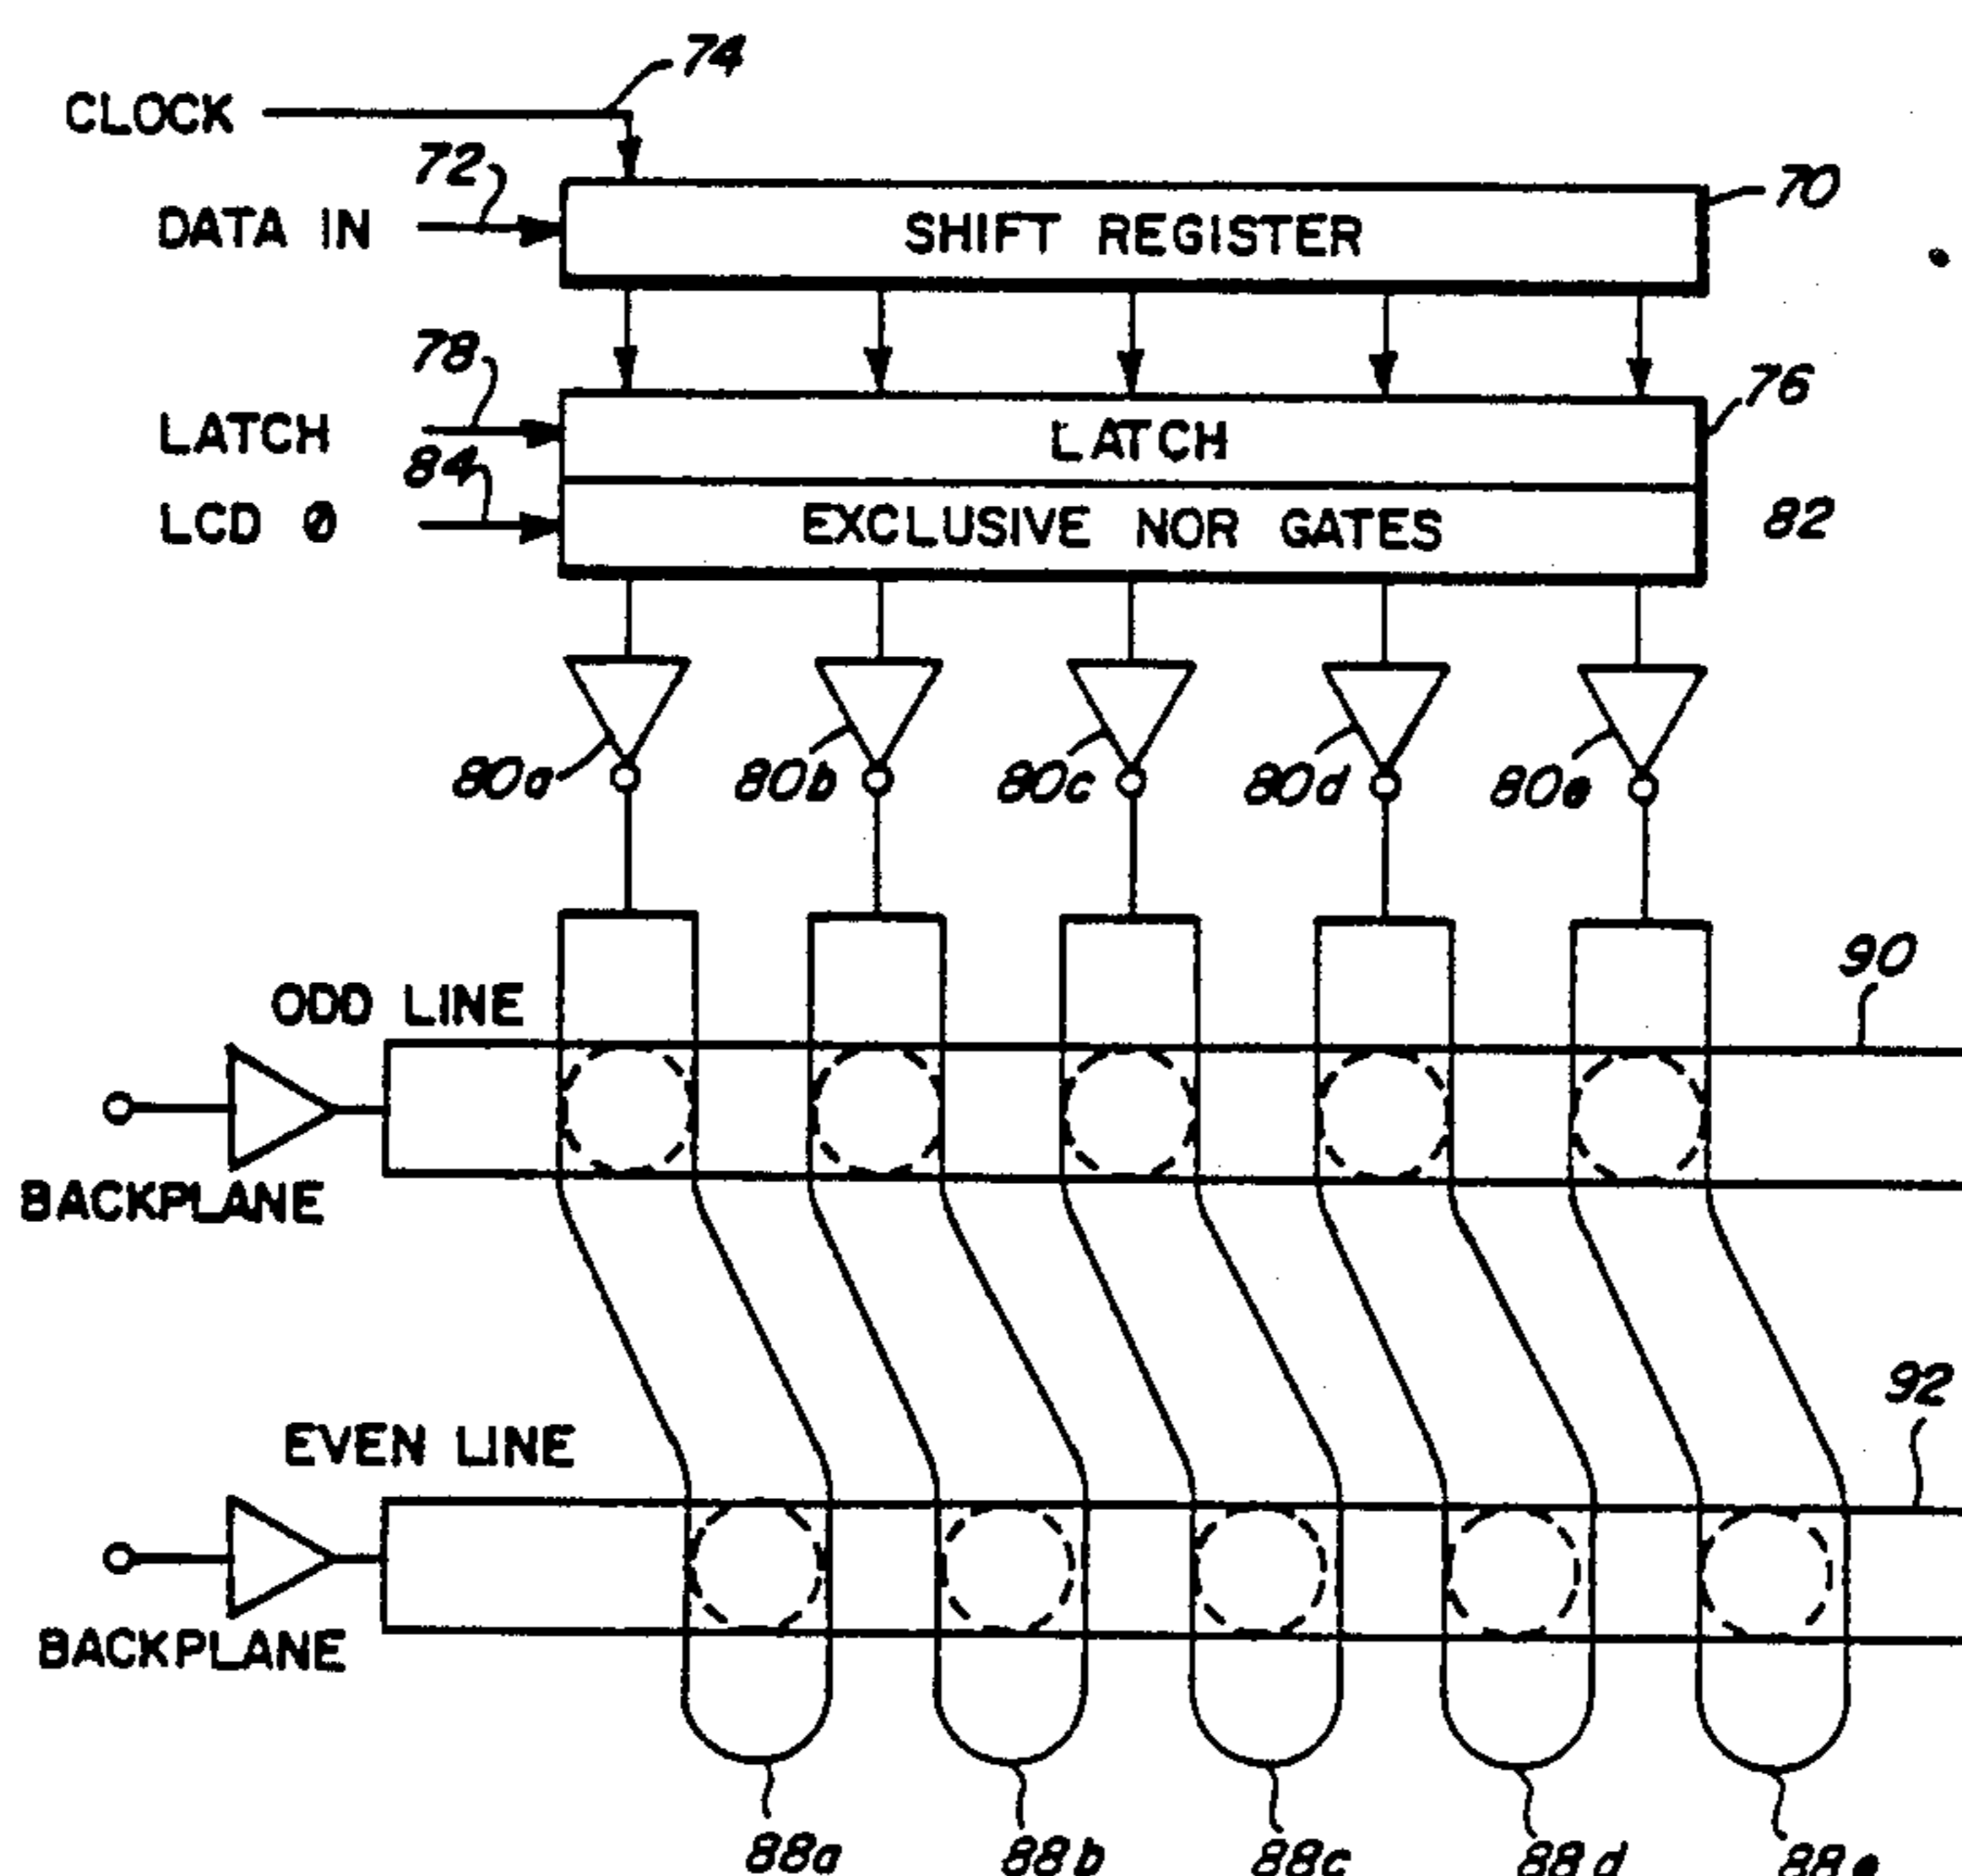 74
CLOCK
72
70
DATA IN
SHIFT REGISTER
78
76
LATCH
LATCH
84
LCD Ø
EXCLUSIVE NOR GATES
82
80a
80b
80c
80d
80e
90
ODD LINE
BACKPLANE
92
EVEN LINE
BACKPLANE
88a
88b
88c
88d
88e